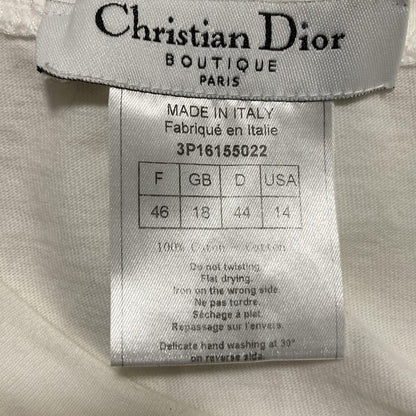 Christian Dior
BOUTIQUE
PARIS
MADE IN ITALY
Fabriqué en Italie
3P16155022
F GB D USA
46 18 44 14
100% Coton - Cotton
Do not twisting.
Flat drying.
Iron on the wrong side.
Ne pas tordre.
Séchage à plat.
Repassage sur l'envers.
Delicate hand washing at 30°
on reverse side.